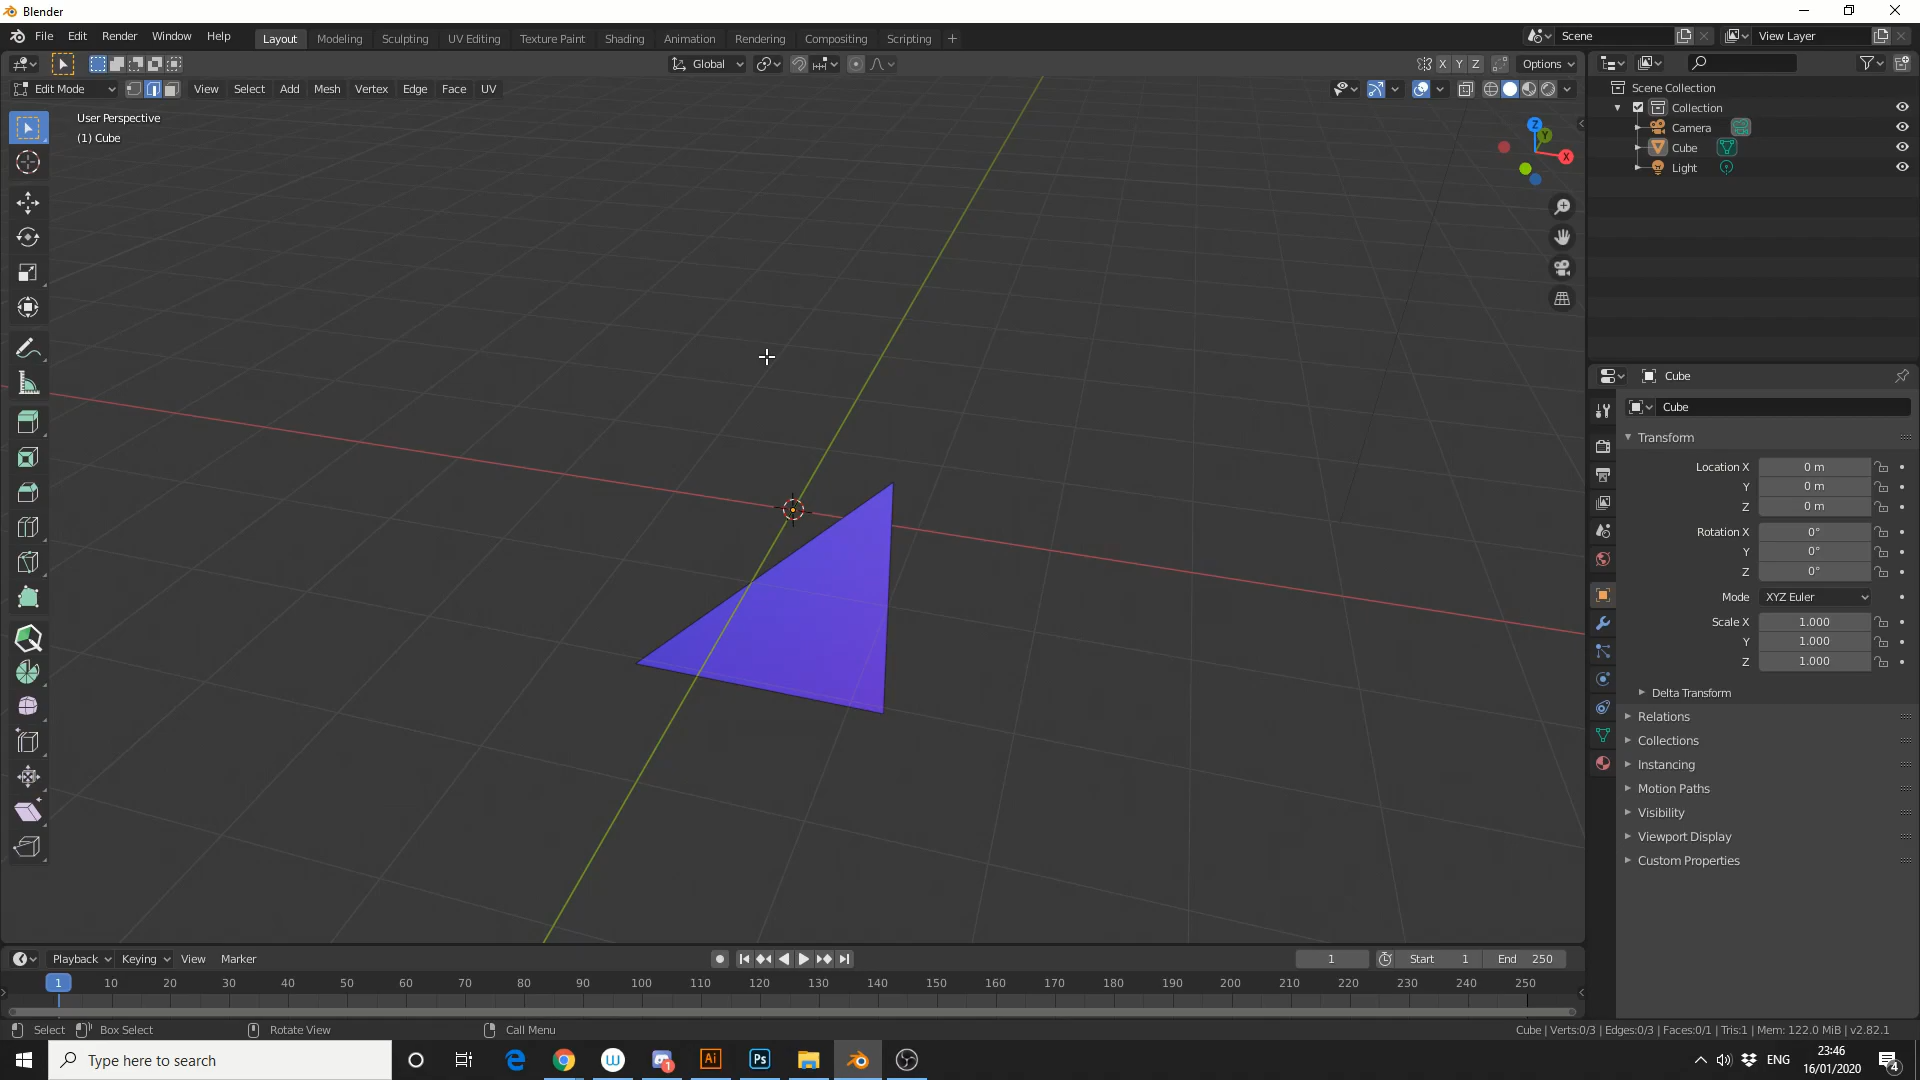 Blender
File Edit Render Window Help
Layout Modeling Sculpting UV Editing Texture Paint Shading Animation Rendering Compositing Scripting +
Scene
View Layer
Global
X Y Z Options
Edit Mode View Select Add Mesh Vertex Edge Face UV
User Perspective
(1) Cube
Z
Y
X
Scene Collection
Collection
Camera
Cube
Light
Cube
Cube
Transform
Location X 0 m
Y 0 m
Z 0 m
Rotation X 0°
Y 0°
Z 0°
Mode XYZ Euler
Scale X 1.000
Y 1.000
Z 1.000
Delta Transform
Relations
Collections
Instancing
Motion Paths
Visibility
Viewport Display
Custom Properties
Playback Keying View Marker
1 Start 1 End 250
1 10 20 30 40 50 60 70 80 90 100 110 120 130 140 150 160 170 180 190 200 210 220 230 240 250
Select Box Select Rotate View Call Menu
Cube | Verts:0/3 | Edges:0/3 | Faces:0/1 | Tris:1 | Mem: 122.0 MiB | v2.82.1
Type here to search
W
1
Ai
Ps
ENG
23:46
16/01/2020
4